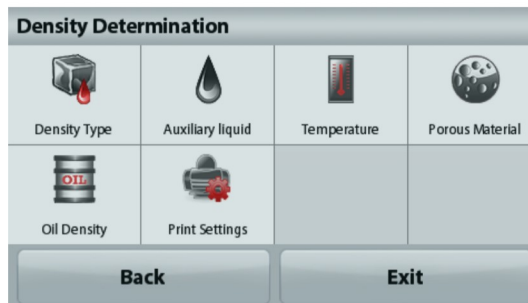 Density Determination
Density Type
Auxiliary liquid
Temperature
Porous Material
OIL
Oil Density
Print Settings
Back
Exit